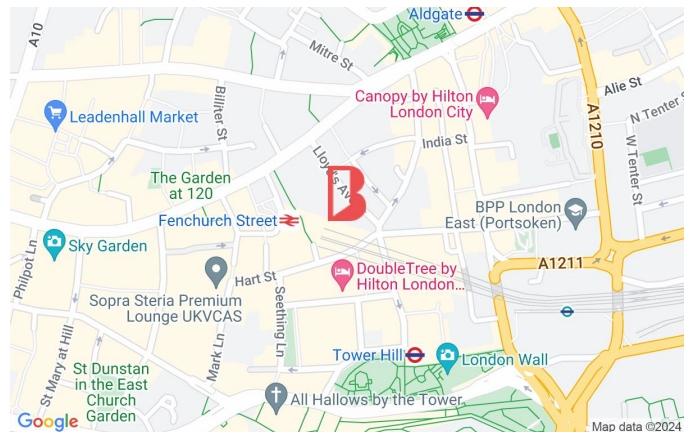 Aldgate
A10
Mitre St
Alie St
Canopy by Hilton
London City
Leadenhall Market
Billiter St
N Tenter St
A1210
India St
W Tenter St
Lloyd's Ave
The Garden
at 120
B
BPP London
East (Portsoken)
Fenchurch Street
Sky Garden
Philpot Ln
A1211
DoubleTree by
Hilton London...
Hart St
Sopra Steria Premium
Lounge UKVCAS
Seething Ln
Mark Ln
St Mary at Hill
Tower Hill
London Wall
St Dunstan
in the East
Church
Garden
All Hallows by the Tower
Google
Map data ©2024